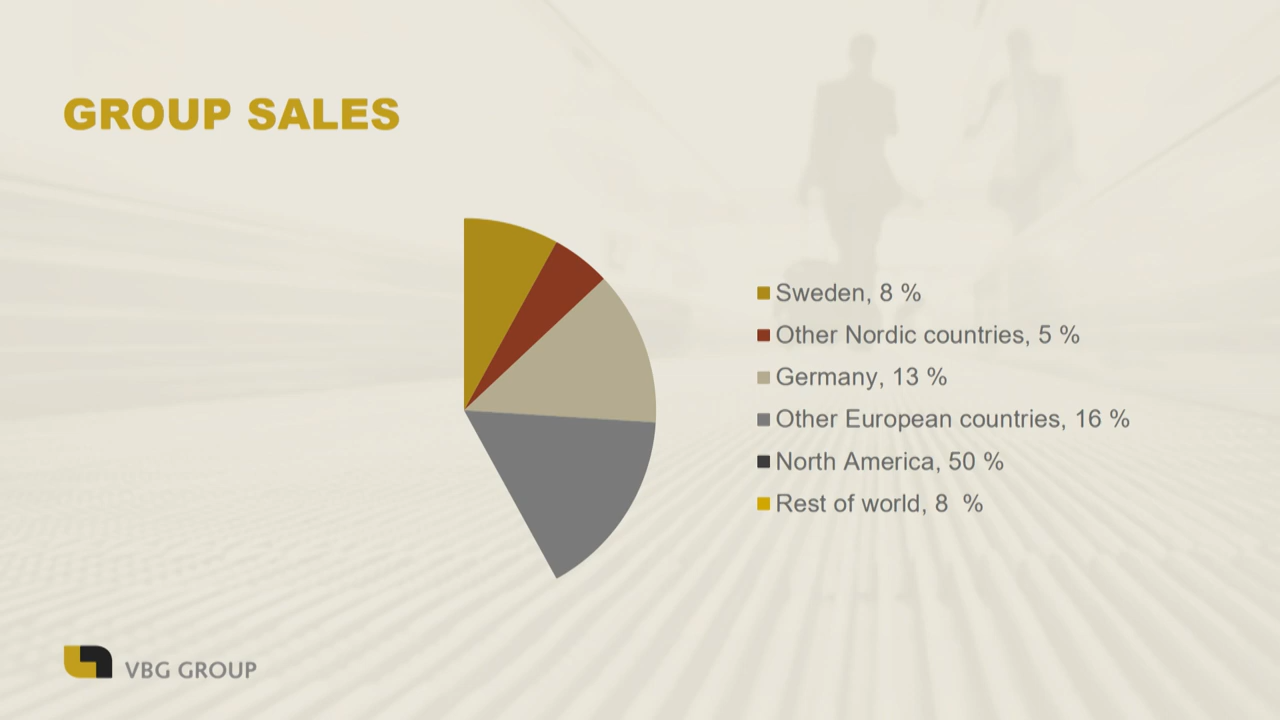 GROUP SALES
Sweden, 8 %
Other Nordic countries, 5 %
Germany, 13 %
Other European countries, 16 %
North America, 50 %
Rest of world, 8  %
VBG GROUP